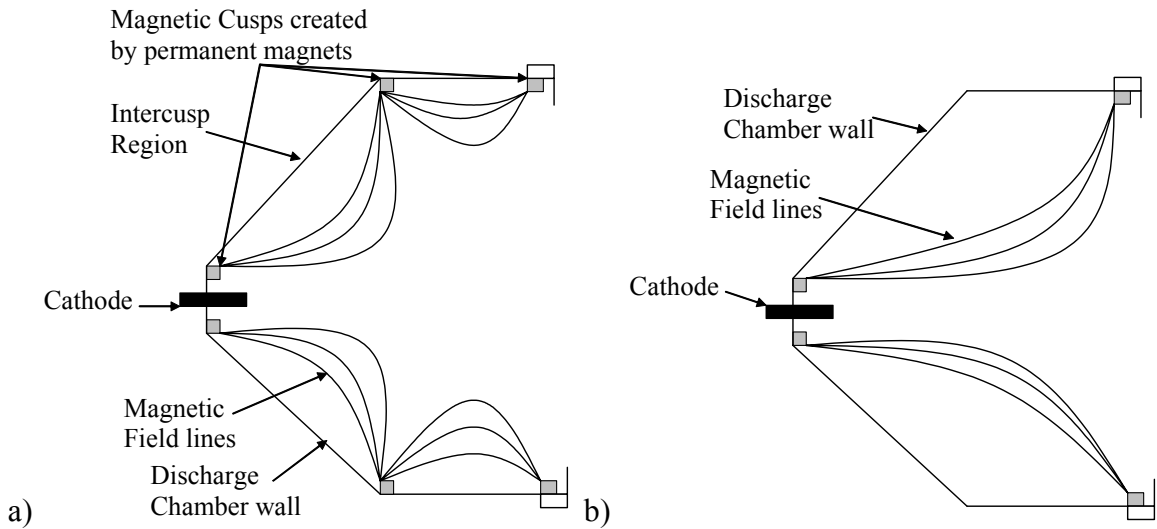 Magnetic Cusps created
by permanent magnets
Intercusp
Region
Cathode
Magnetic
Field lines
Discharge
Chamber wall
a)
Discharge
Chamber wall
Magnetic
Field lines
Cathode
b)